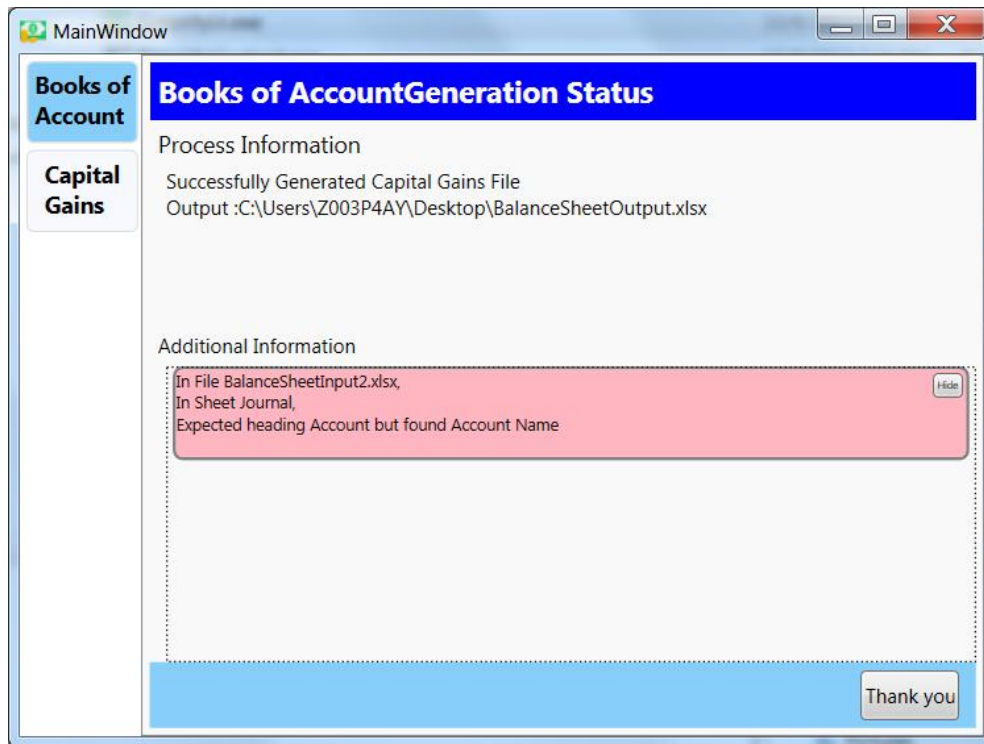 MainWindow
Books of
Account
Capital
Gains
Books of AccountGeneration Status
Process Information
Successfully Generated Capital Gains File
Output :C:\Users\Z003P4AY\Desktop\BalanceSheetOutput.xlsx
Additional Information
In File BalanceSheetInput2.xlsx,
In Sheet Journal,
Expected heading Account but found Account Name
Hide
Thank you